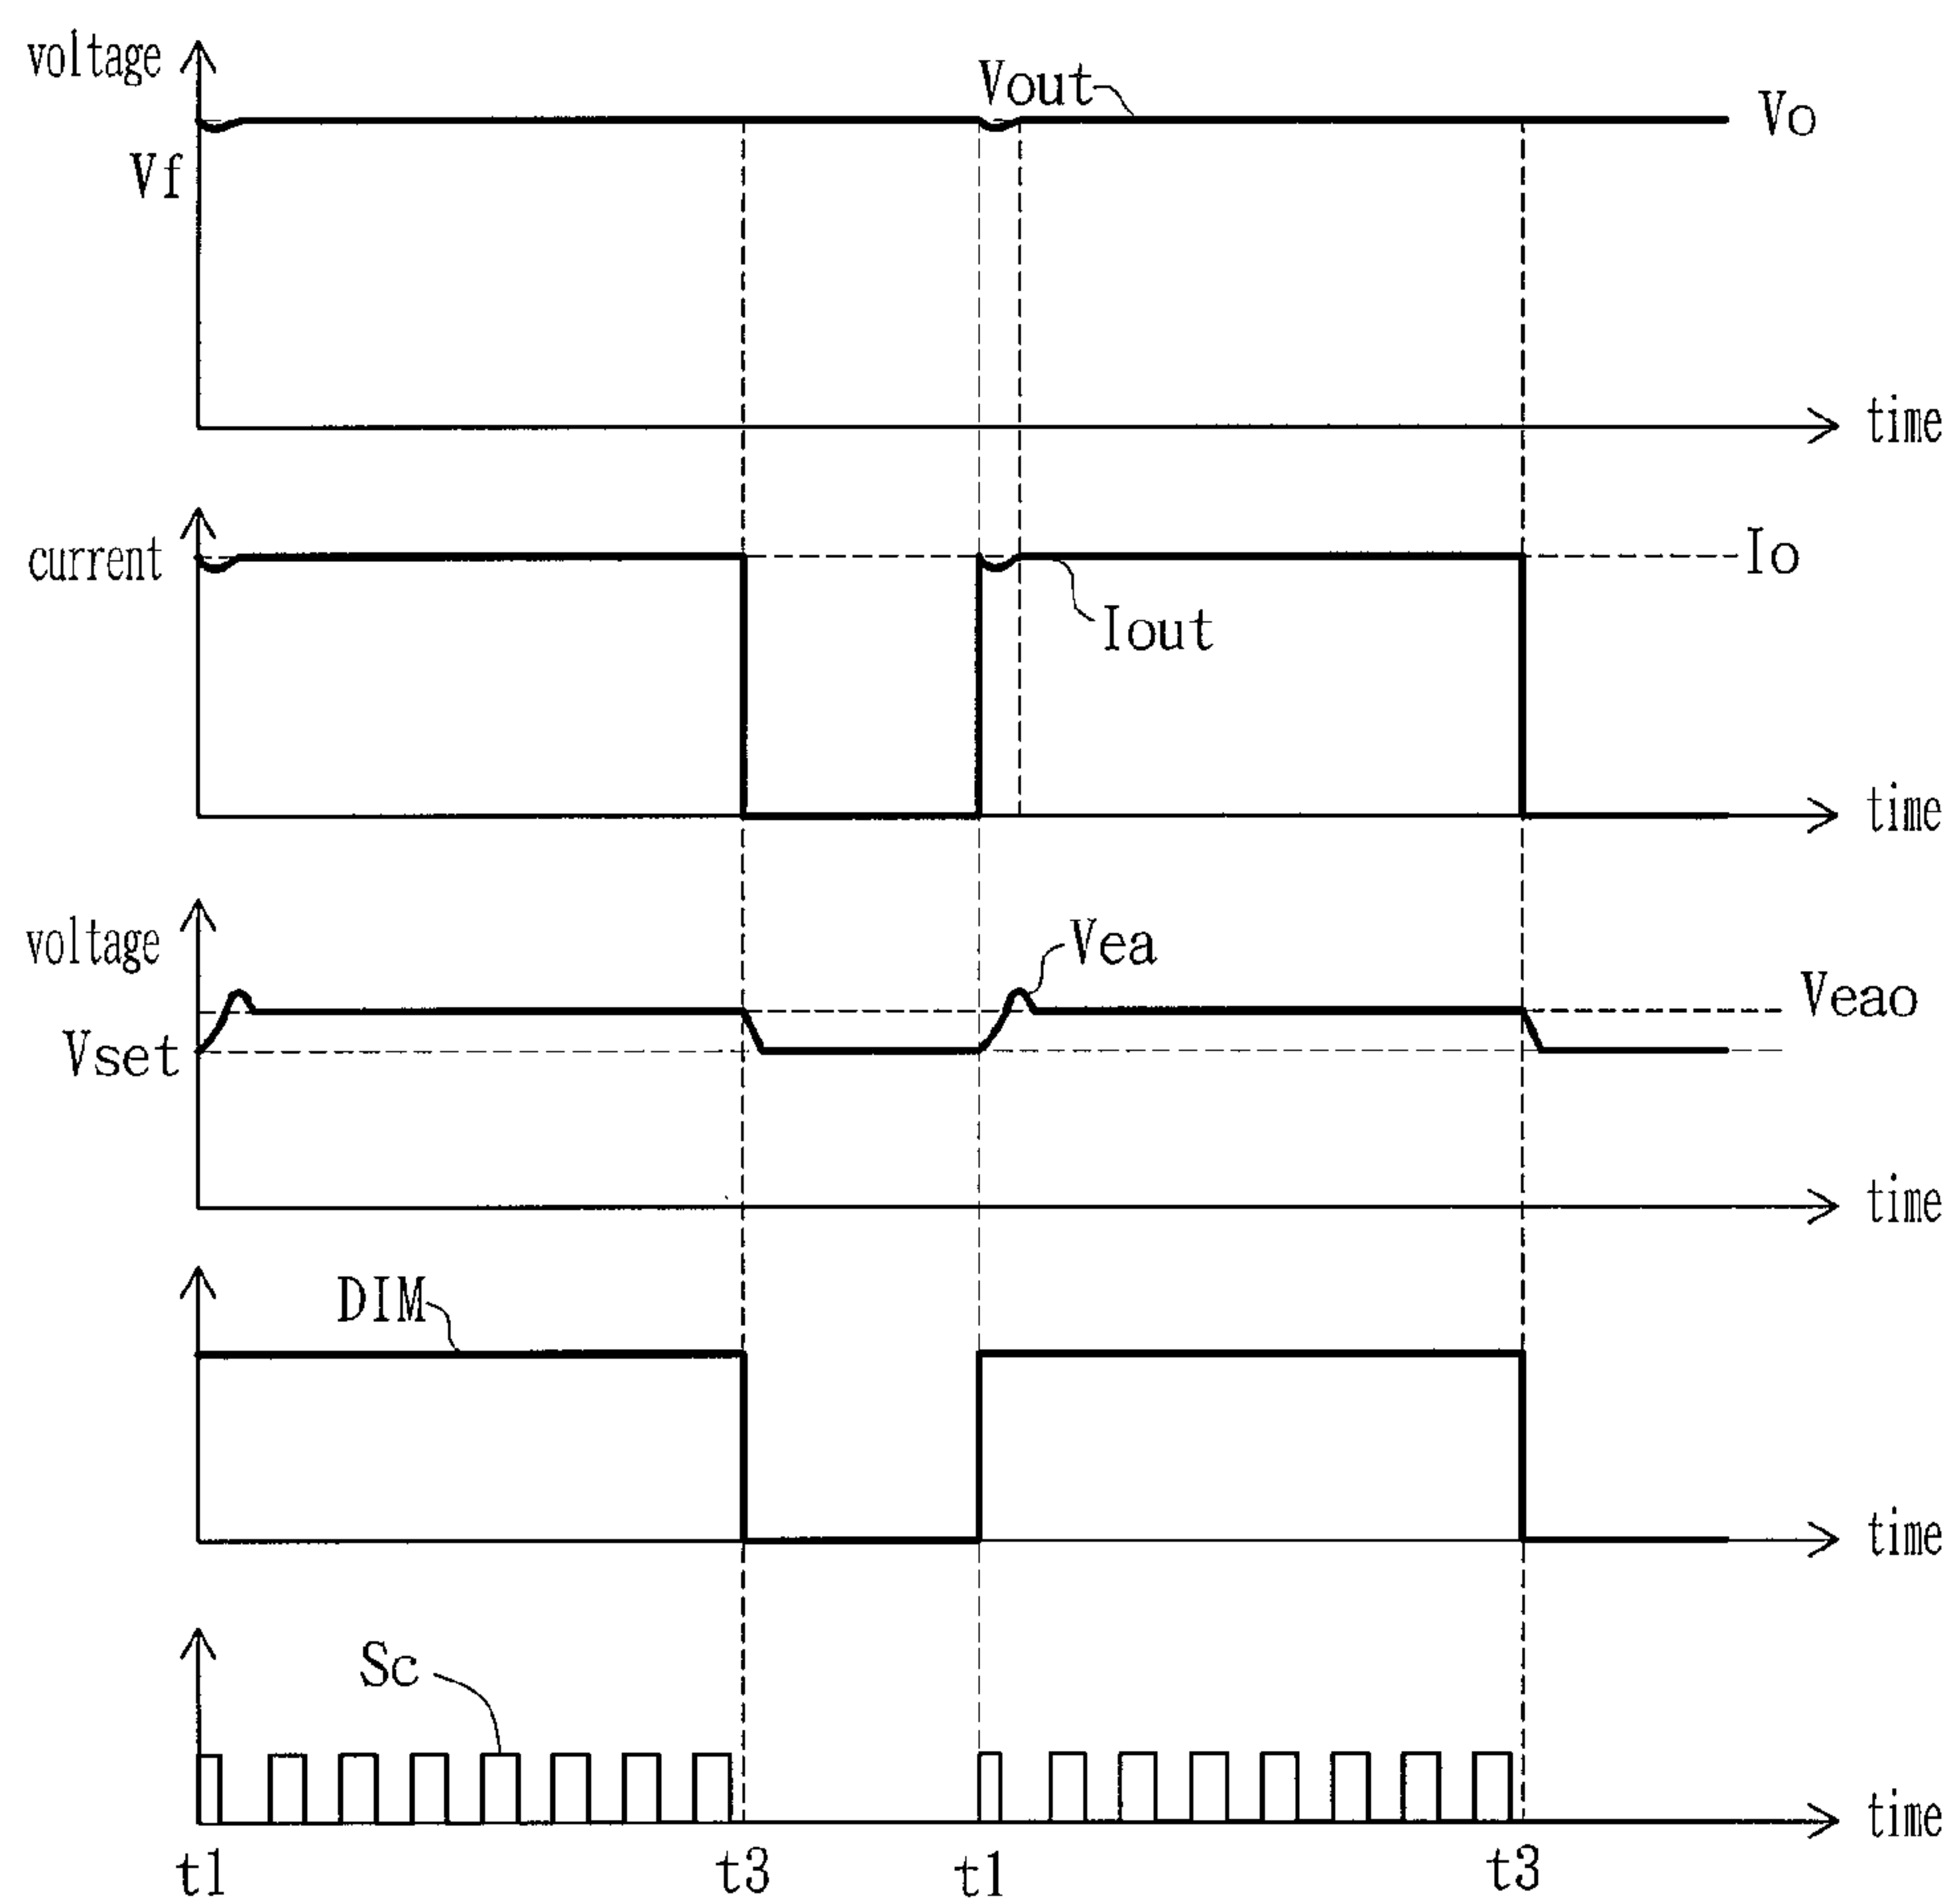 voltage
Vout
Vo
Vf
time
current
Io
Iout
time
voltage
Vea
Veao
Vset
time
DIM
time
Sc
time
t1 t3 t1 t3